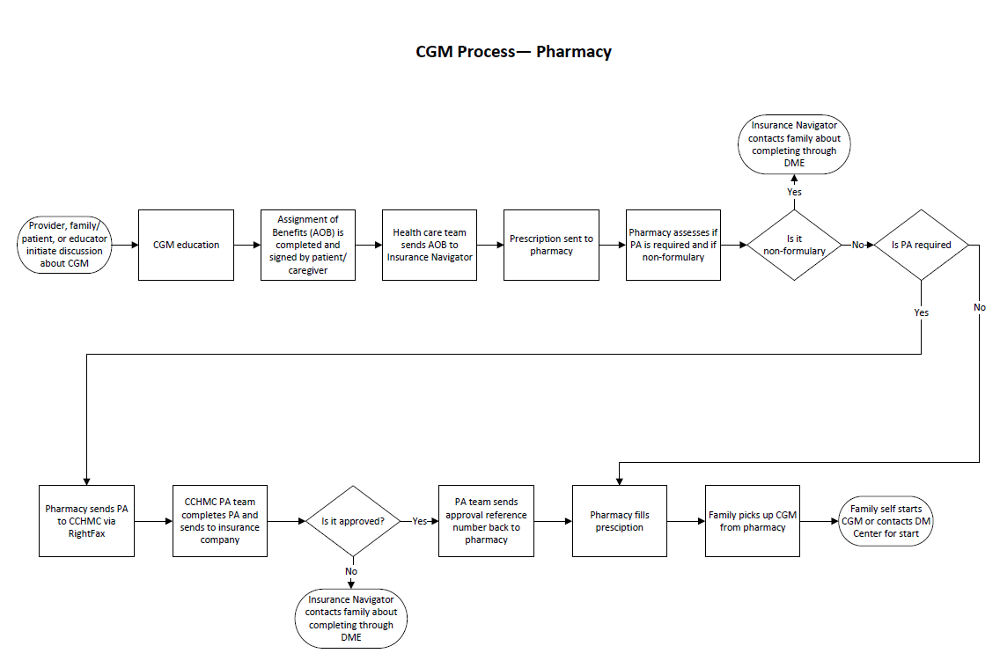 CGM Process— Pharmacy
Insurance Navigator
contacts family about
completing through
DME
Yes
Provider, family/
patient, or educator
initiate discussion
about CGM
CGM education
Assignment of
Benefits (AOB) is
completed and
signed by patient/
caregiver
Health care team
sends AOB to
Insurance Navigator
Prescription sent to
pharmacy
Pharmacy assesses if
PA is required and if
non-formulary
Is it
non-formulary
No
Is PA required
Yes
No
Pharmacy sends PA
to CCHMC via
RightFax
CCHMC PA team
completes PA and
sends to insurance
company
Is it approved?
Yes
PA team sends
approval reference
number back to
pharmacy
Pharmacy fills
presciption
Family picks up CGM
from pharmacy
Family self starts
CGM or contacts DM
Center for start
No
Insurance Navigator
contacts family about
completing through
DME